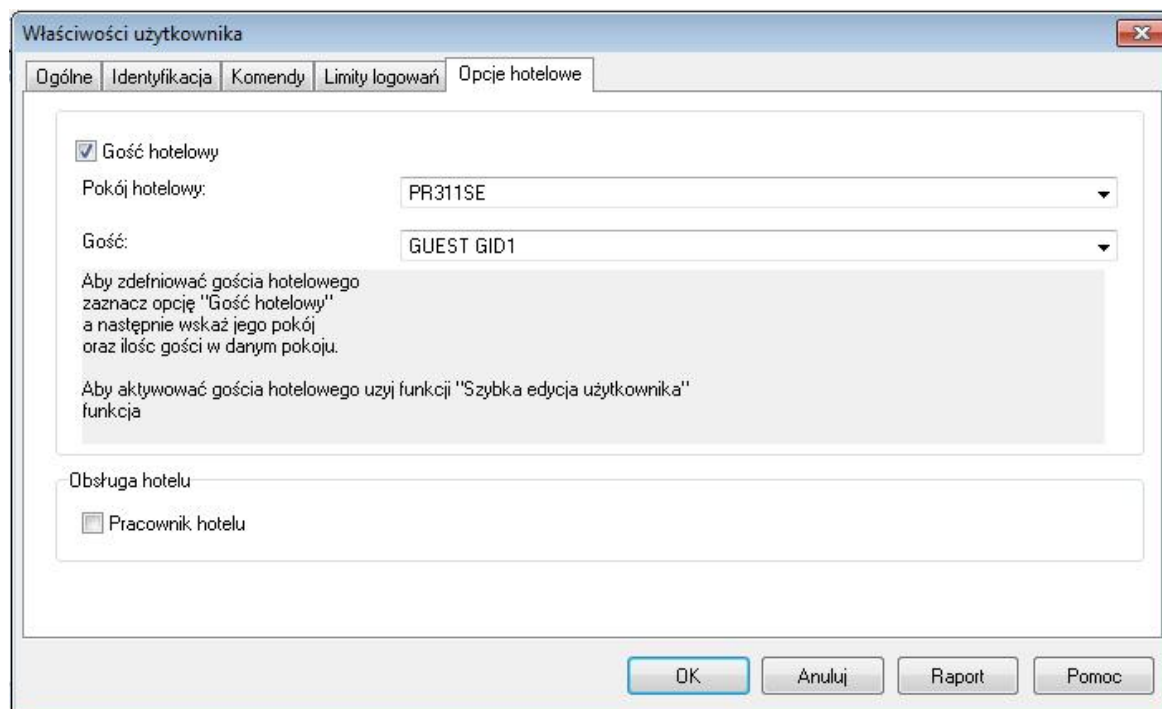 Właściwości użytkownika
Ogólne Identyfikacja Komendy Limity logowań Opcje hotelowe
Gość hotelowy
Pokój hotelowy: PR311SE
Gość: GUEST GID1
Aby zdefniować gościa hotelowego
zaznacz opcję "Gość hotelowy"
a następnie wskaż jego pokój
oraz ilośc gości w danym pokoju.
Aby aktywować gościa hotelowego uzyj funkcji "Szybka edycja użytkownika"
funkcja
Obsługa hotelu
Pracownik hotelu
OK Anuluj Raport Pomoc